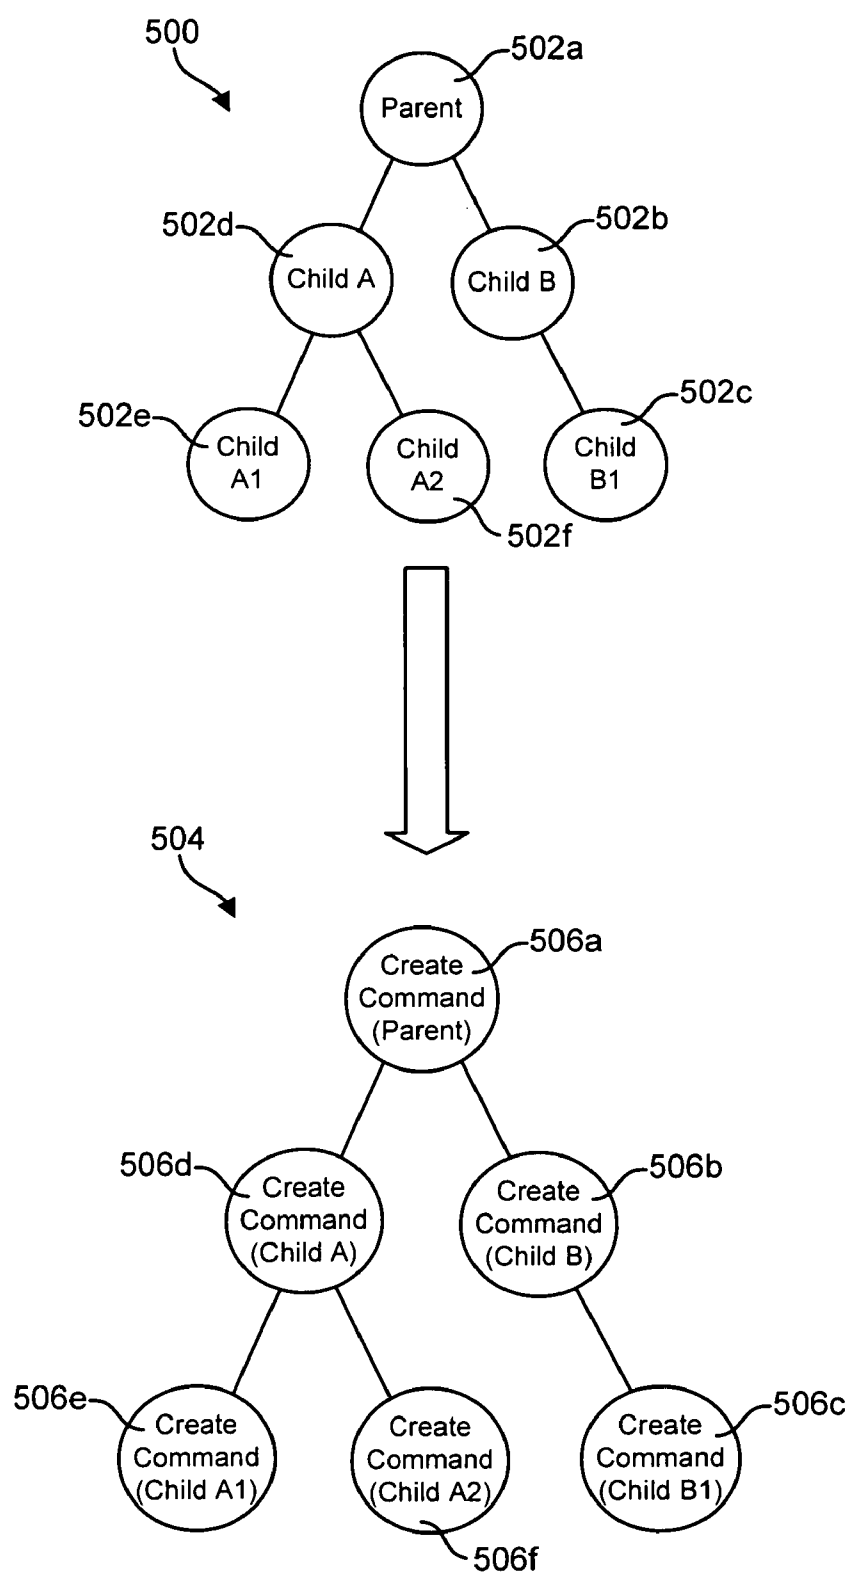 500
502a
Parent
502d
502b
Child A
Child B
502e
502c
Child
A1
Child
A2
Child
B1
502f
504
506a
Create
Command
(Parent)
506d
506b
Create
Command
(Child A)
Create
Command
(Child B)
506e
506c
Create
Command
(Child A1)
Create
Command
(Child A2)
Create
Command
(Child B1)
506f